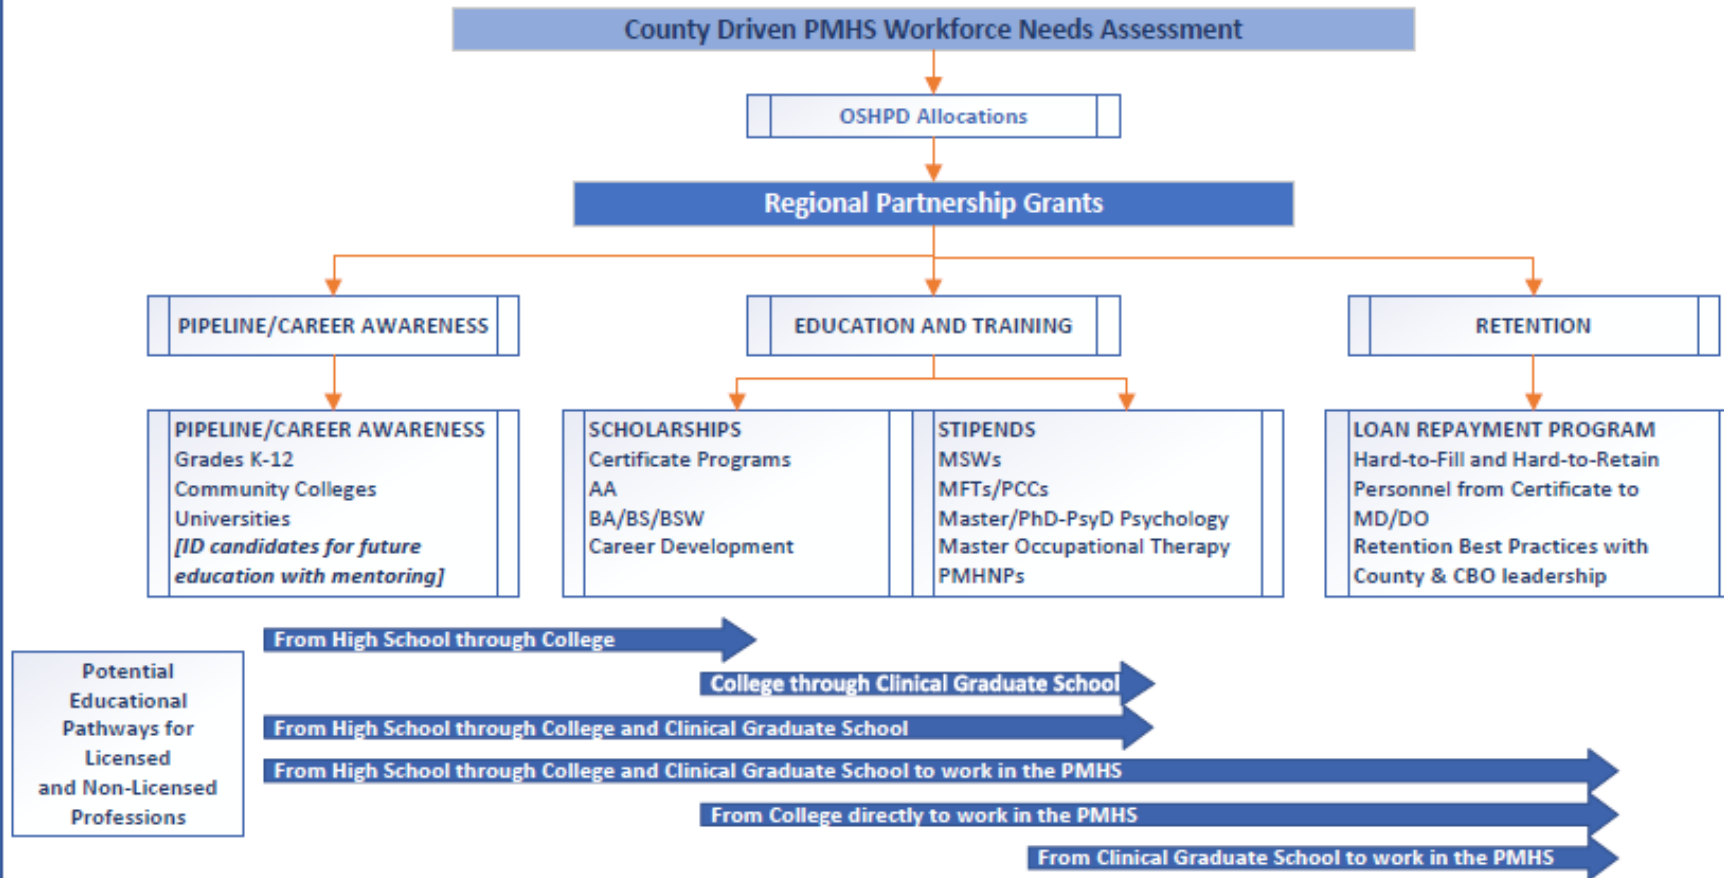 County Driven PMHS Workforce Needs Assessment
OSHPD Allocations
Regional Partnership Grants
PIPELINE/CAREER AWARENESS
EDUCATION AND TRAINING
RETENTION
PIPELINE/CAREER AWARENESS
Grades K-12
Community Colleges
Universities
[ID candidates for future
education with mentoring]
SCHOLARSHIPS
Certificate Programs
AA
BA/BS/BSW
Career Development
STIPENDS
MSWs
MFTs/PCCs
Master/PhD-PsyD Psychology
Master Occupational Therapy
PMHNPs
LOAN REPAYMENT PROGRAM
Hard-to-Fill and Hard-to-Retain
Personnel from Certificate to
MD/DO
Retention Best Practices with
County & CBO leadership
Potential
Educational
Pathways for
Licensed
and Non-Licensed
Professions
From High School through College
College through Clinical Graduate School
From High School through College and Clinical Graduate School
From High School through College and Clinical Graduate School to work in the PMHS
From College directly to work in the PMHS
From Clinical Graduate School to work in the PMHS